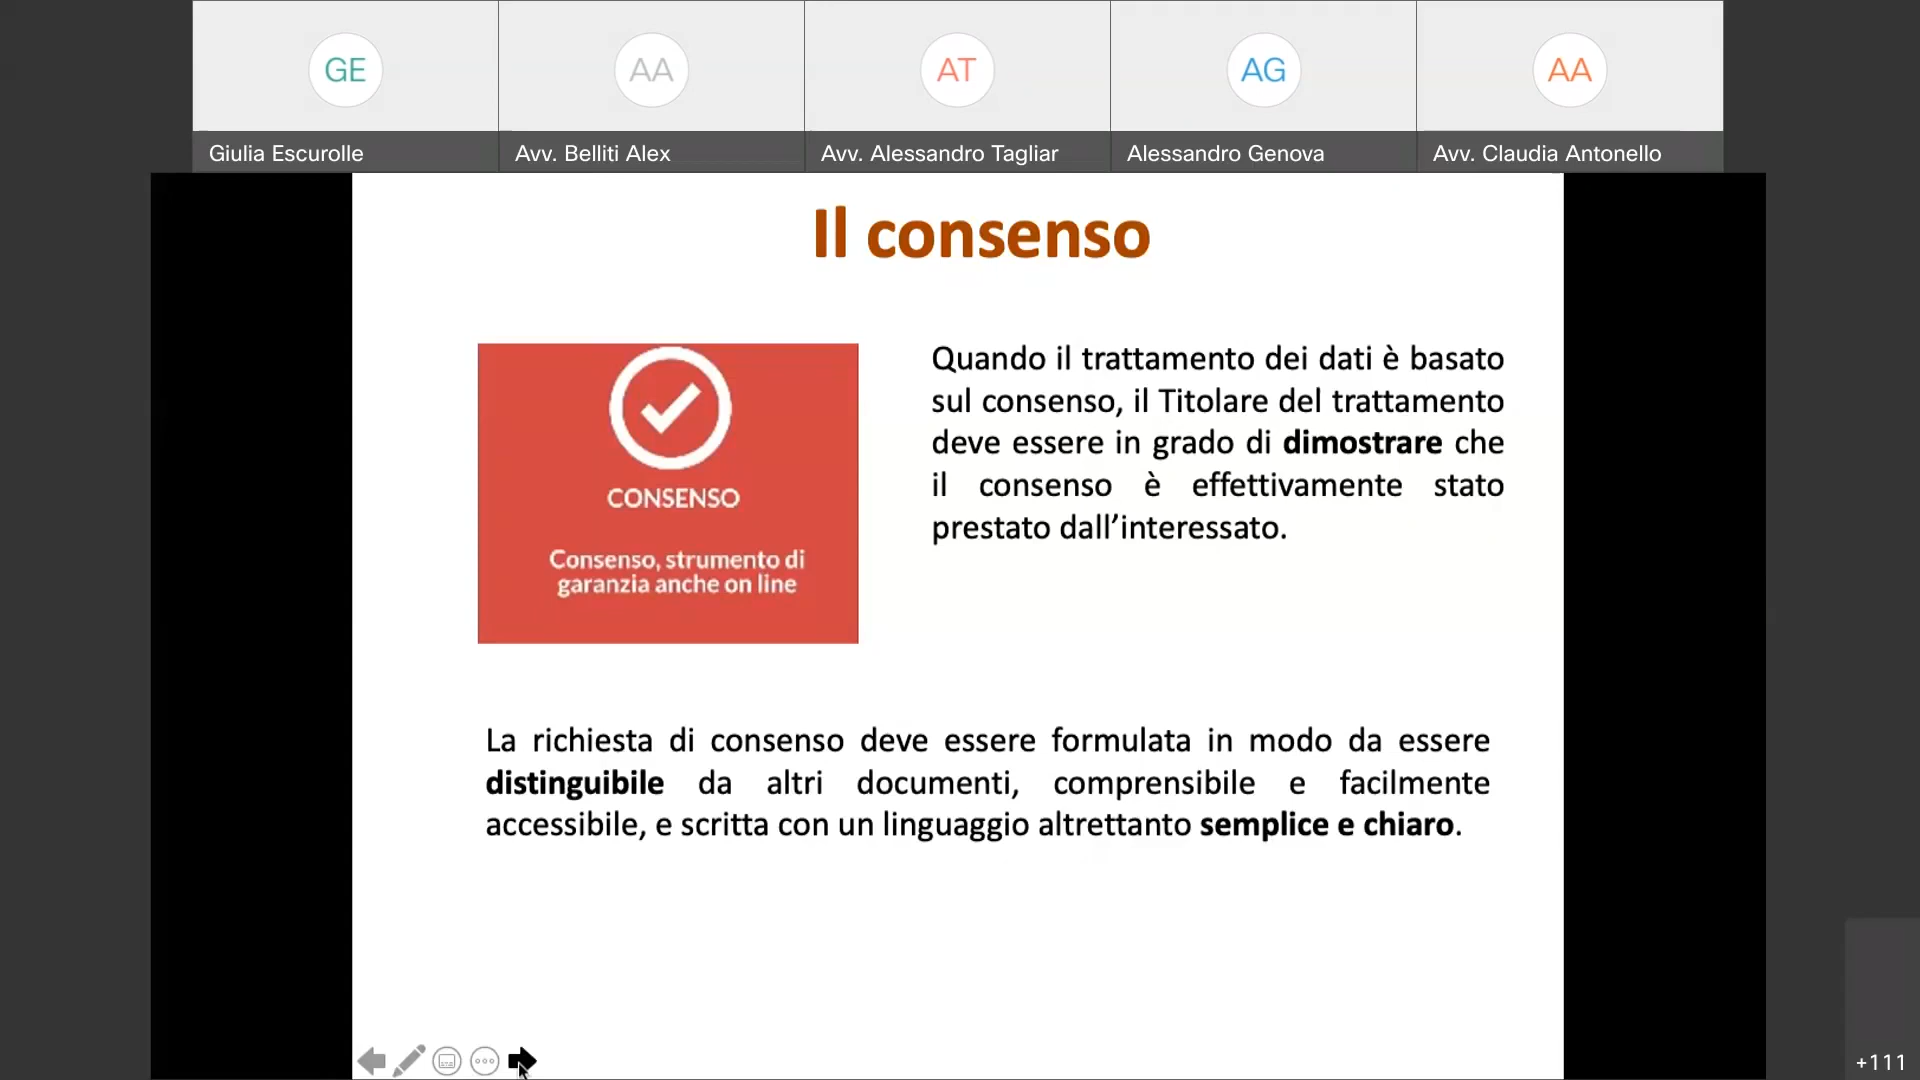 GE
AA
AT
AG
AA
Giulia Escurolle
Avv. Belliti Alex
Avv. Alessandro Tagliar
Alessandro Genova
Avv. Claudia Antonello
Il consenso
CONSENSO
Consenso, strumento di
garanzia anche on line
Quando il trattamento dei dati è basato
sul consenso, il Titolare del trattamento
deve essere in grado di dimostrare che
il consenso è effettivamente stato
prestato dall’interessato.
La richiesta di consenso deve essere formulata in modo da essere
distinguibile da altri documenti, comprensibile e facilmente
accessibile, e scritta con un linguaggio altrettanto semplice e chiaro.
+111